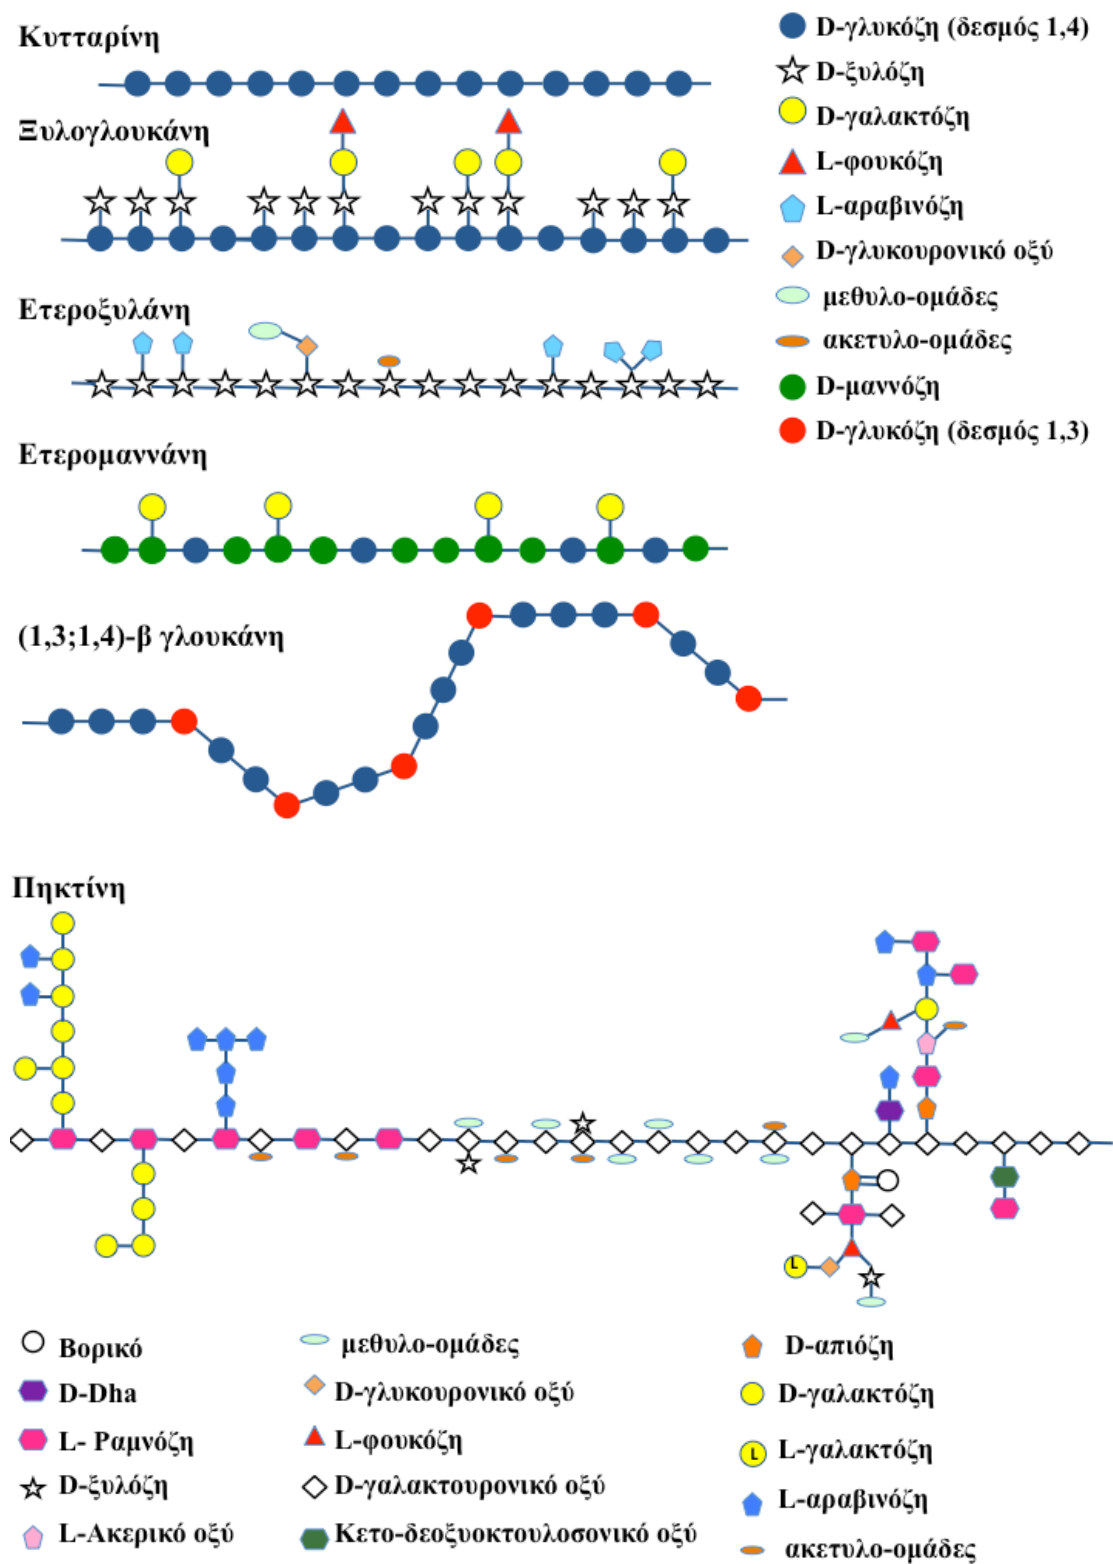 Κυτταρίνη
D-γλυκόζη (δεσμός 1,4)
D-ξυλόζη
D-γαλακτόζη
Ξυλογλουκάνη
L-φουκόζη
L-αραβινόζη
D-γλυκουρονικό οξύ
μεθυλο-ομάδες
Ετεροξυλάνη
ακετυλο-ομάδες
D-μαννόζη
D-γλυκόζη (δεσμός 1,3)
Ετερομαννάνη
(1,3;1,4)-β γλουκάνη
Πηκτίνη
L
Βορικό
D-Dha
L- Ραμνόζη
D-ξυλόζη
L-Ακερικό οξύ
μεθυλο-ομάδες
D-γλυκουρονικό οξύ
L-φουκόζη
D-γαλακτουρονικό οξύ
Κετο-δεοξυοκτουλοσονικό οξύ
D-απιόζη
D-γαλακτόζη
L L-γαλακτόζη
L-αραβινόζη
ακετυλο-ομάδες